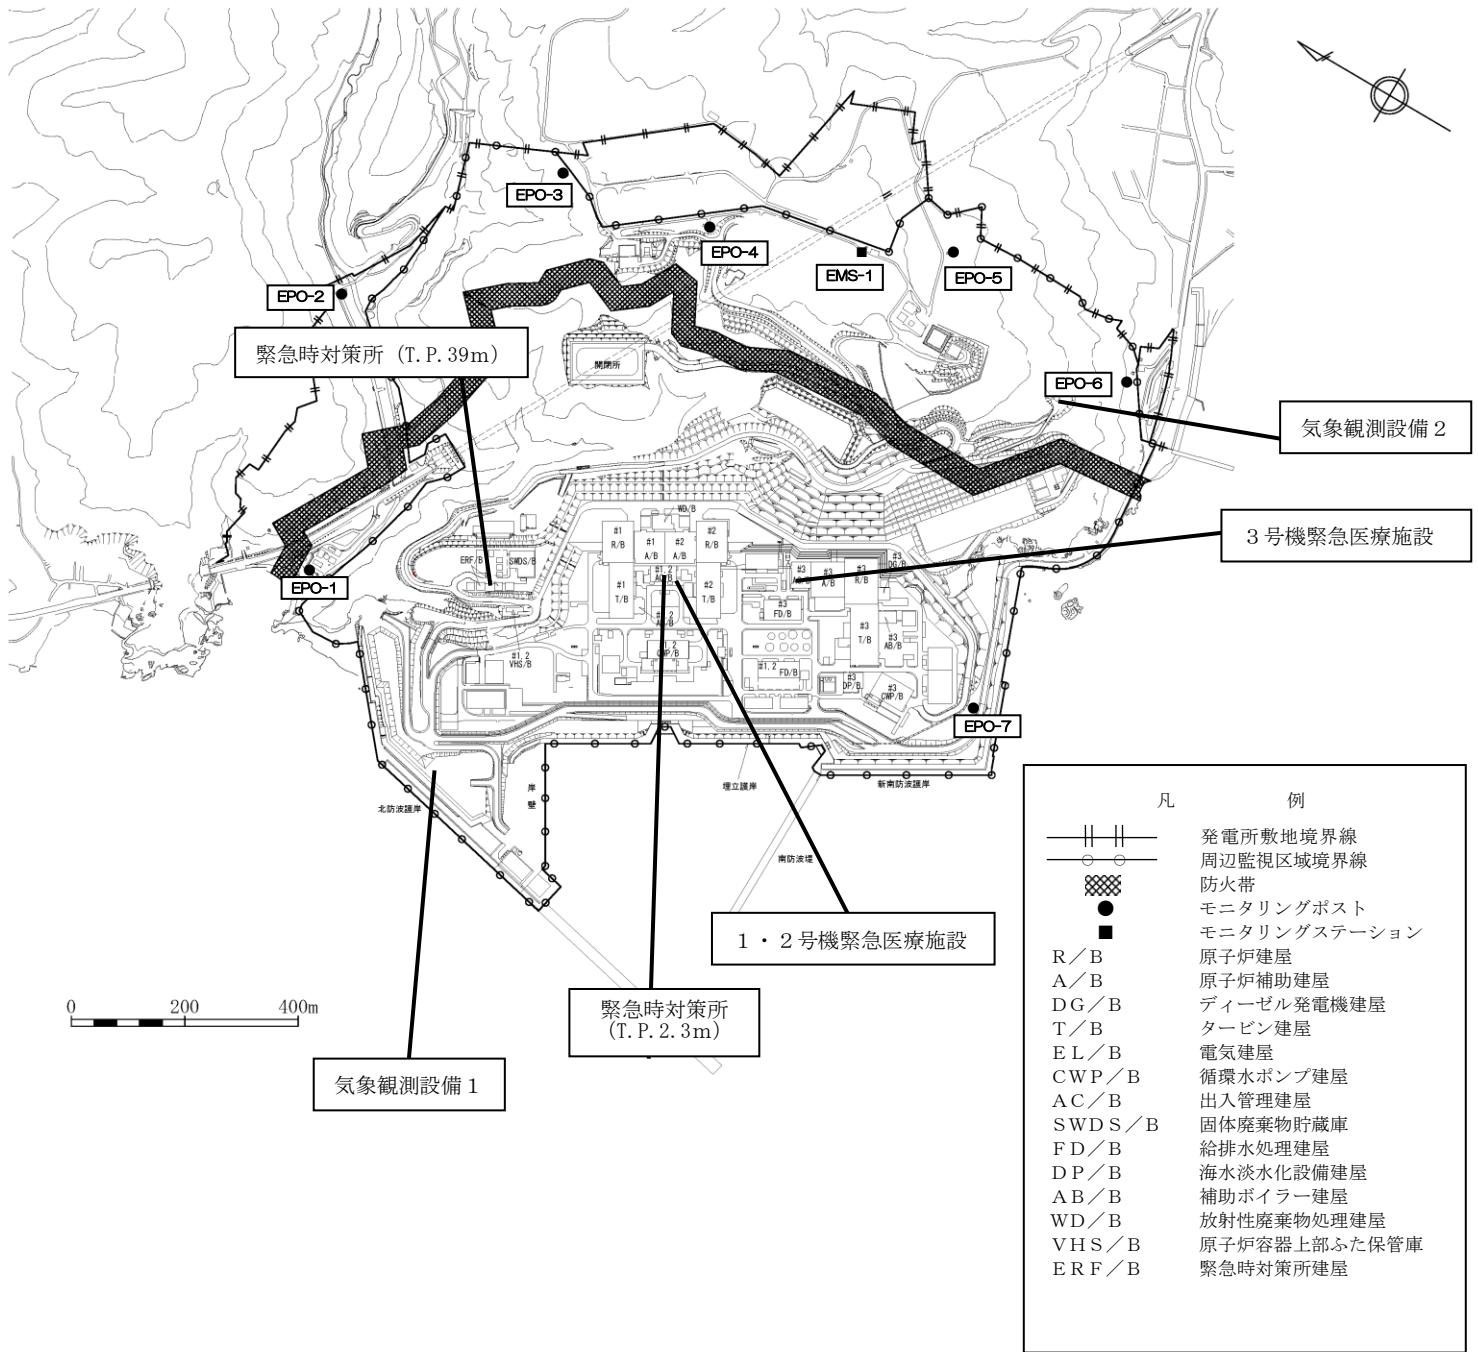 EPO-3
EPO-4
EMS-1
EPO-5
EPO-2
緊急時対策所（T.P.39m）
開閉所
EPO-6
気象観測設備２
３号機緊急医療施設
WD/B
#1
R/B
#1
A/B
#2
A/B
#2
R/B
ERF/B
SWDS/B
#3
DG/B
#3
A/B
#3
R/B
EPO-1
#1
T/B
#2
T/B
#3
FD/B
#3
T/B
#3
AB/B
#1,2
VHS/B
#1,2
FD/B
#3
DP/B
#3
CWP/B
EPO-7
岸壁
埋立護岸
新南防波護岸
北防波護岸
南防波堤
１・２号機緊急医療施設
緊急時対策所
（T.P.2.3m）
気象観測設備１
0 200 400m
凡 例
発電所敷地境界線
周辺監視区域境界線
防火帯
モニタリングポスト
モニタリングステーション
Ｒ／Ｂ 原子炉建屋
Ａ／Ｂ 原子炉補助建屋
ＤＧ／Ｂ ディーゼル発電機建屋
Ｔ／Ｂ タービン建屋
ＥＬ／Ｂ 電気建屋
ＣＷＰ／Ｂ 循環水ポンプ建屋
ＡＣ／Ｂ 出入管理建屋
ＳＷＤＳ／Ｂ 固体廃棄物貯蔵庫
ＦＤ／Ｂ 給排水処理建屋
ＤＰ／Ｂ 海水淡水化設備建屋
ＡＢ／Ｂ 補助ボイラー建屋
ＷＤ／Ｂ 放射性廃棄物処理建屋
ＶＨＳ／Ｂ 原子炉容器上部ふた保管庫
ＥＲＦ／Ｂ 緊急時対策所建屋